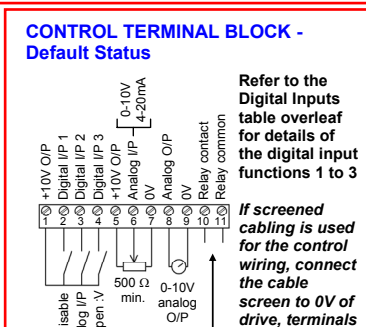 CONTROL TERMINAL BLOCK -
Default Status
0-10V
4-20mA
+10V O/P
Digital I/P 1
Digital I/P 2
Digital I/P 3
+10V O/P
Analog I/P
0V
Analog O/P
0V
Relay contact
Relay common
1 2 3 4 5 6 7 8 9 10 11
500 Ω
min.
0-10V
analog
O/P
Refer to the
Digital Inputs
table overleaf
for details of
the digital input
functions 1 to 3
If screened
cabling is used
for the control
wiring, connect
the cable
screen to 0V of
drive, terminals